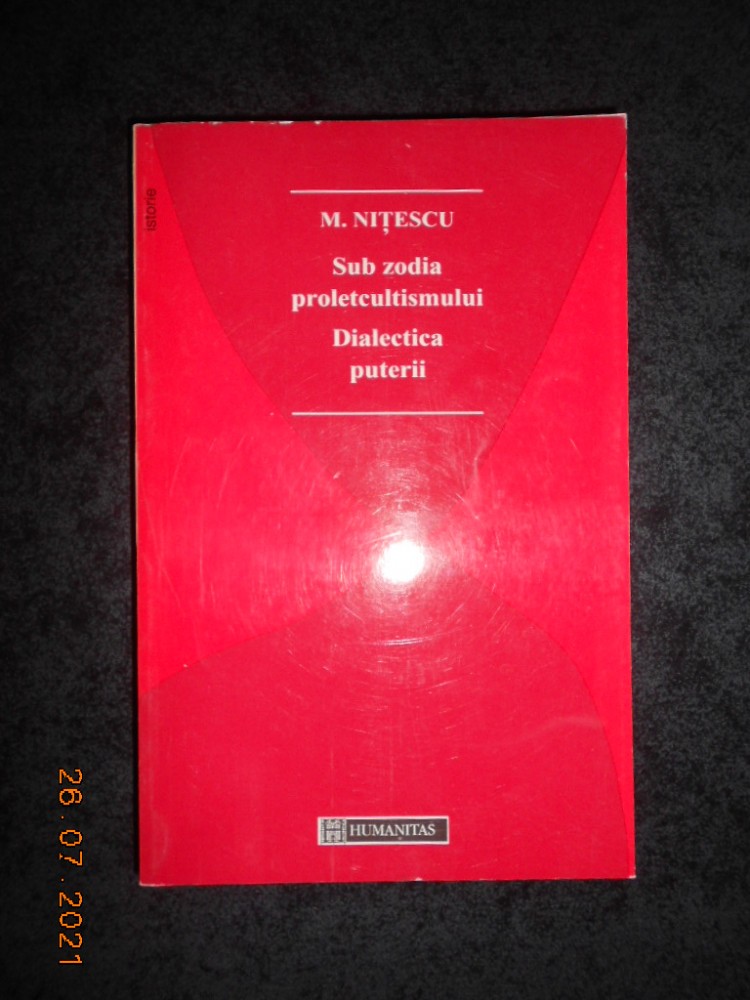 istorie
M. NIȚESCU
Sub zodia
proletcultismului
Dialectica
puterii
HUMANITAS
26.07.2021